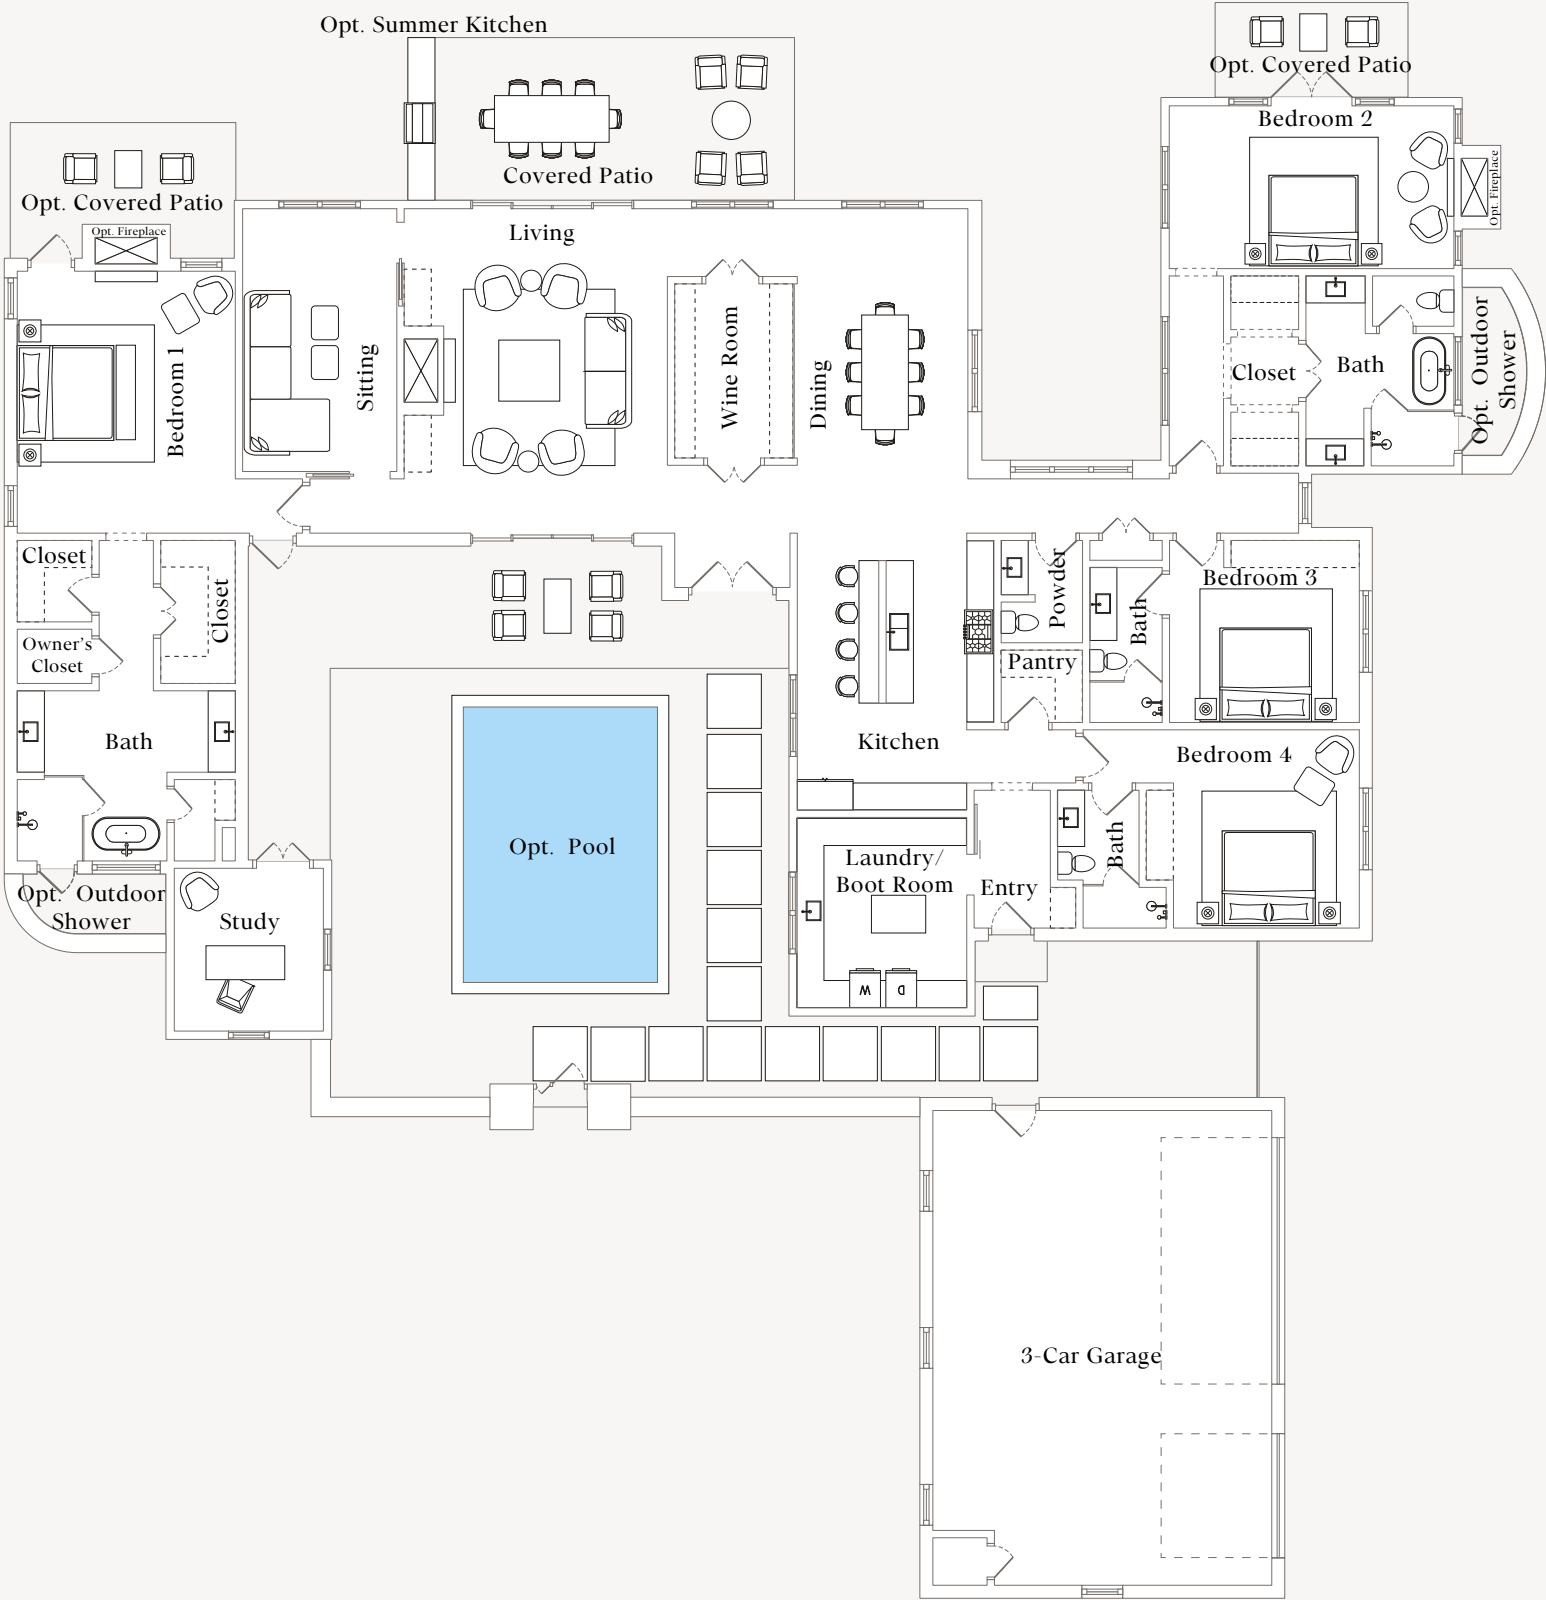 Opt. Summer Kitchen
Opt. Covered Patio
Bedroom 2
Opt. Fireplace
Covered Patio
Opt. Covered Patio
Opt. Fireplace
Living
Bedroom 1
Sitting
Wine Room
Dining
Closet
Bath
Opt. Outdoor
Shower
Closet
Closet
Owner's
Closet
Powder
Bath
Bedroom 3
Pantry
Bath
Kitchen
Bedroom 4
Opt. Pool
Laundry/
Boot Room
Entry
Bath
Opt. Outdoor
Shower
Study
W
D
3-Car Garage